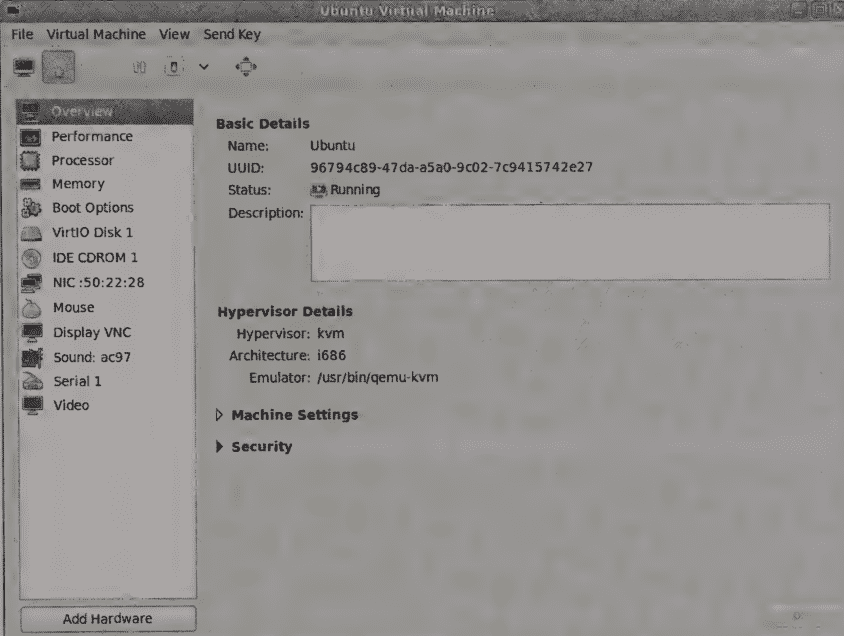 Ubuntu Virtual Machine
File Virtual Machine View Send Key
Overview
Performance
Processor
Memory
Boot Options
VirtIO Disk 1
IDE CDROM 1
NIC :50:22:28
Mouse
Display VNC
Sound: ac97
Serial 1
Video
Add Hardware
Basic Details
Name: Ubuntu
UUID: 96794c89-47da-a5a0-9c02-7c9415742e27
Status: Running
Description:
Hypervisor Details
Hypervisor: kvm
Architecture: i686
Emulator: /usr/bin/qemu-kvm
Machine Settings
Security